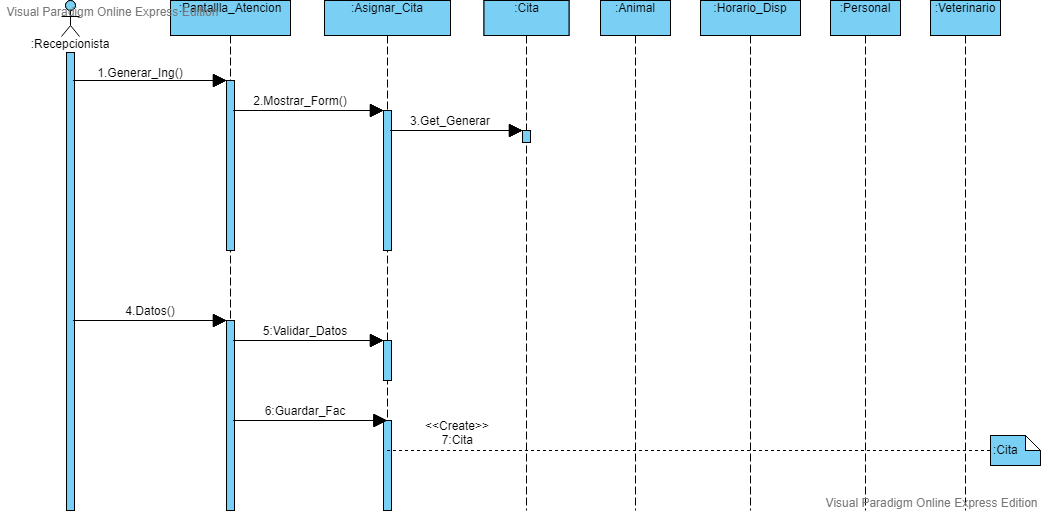 Visual Paradigm Online Express Edition
:Pantallla_Atencion
:Asignar_Cita
:Cita
:Animal
:Horario_Disp
:Personal
:Veterinario
:Recepcionista
1.Generar_Ing()
2.Mostrar_Form()
3.Get_Generar
4.Datos()
5:Validar_Datos
6:Guardar_Fac
<<Create>>
7:Cita
:Cita
Visual Paradigm Online Express Edition